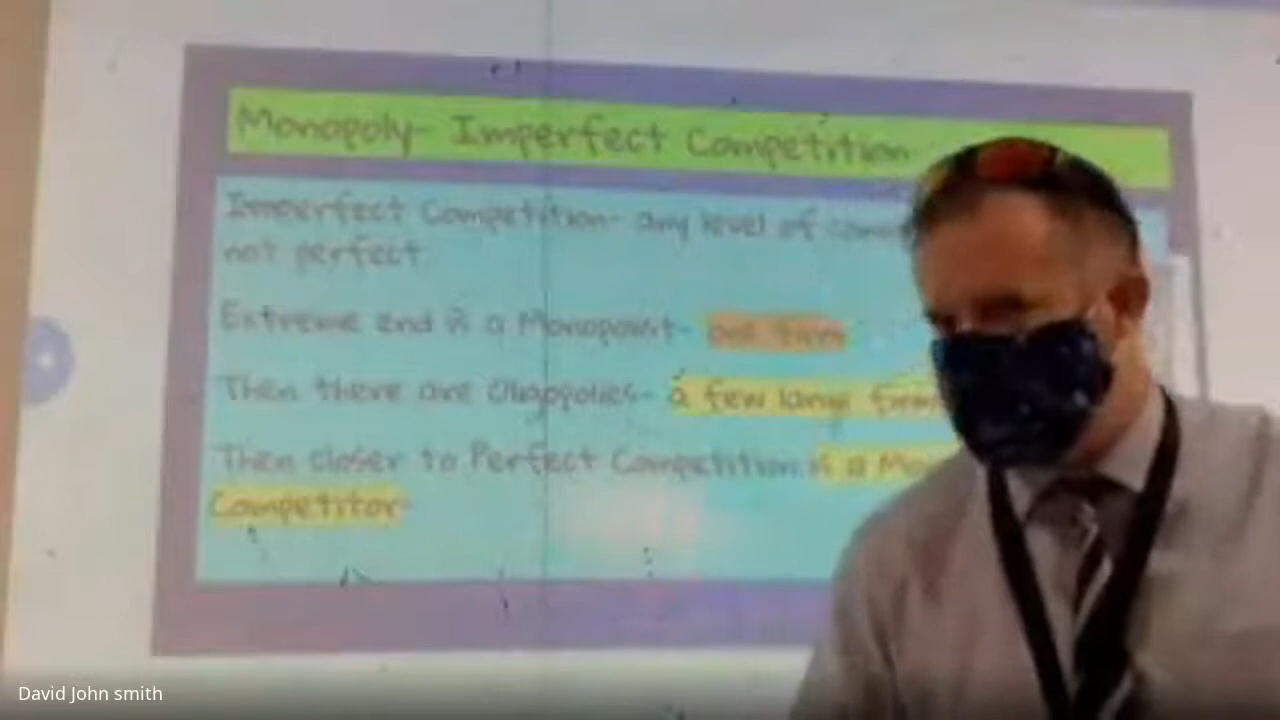 Monopoly- Imperfect Competition
Imperfect Competition- any level of
not perfect
Extreme end is a Monopolist- one firm
Then there are Oligopolies- a few large firms
Then closer to Perfect Competition is a
Competitor-
David John smith